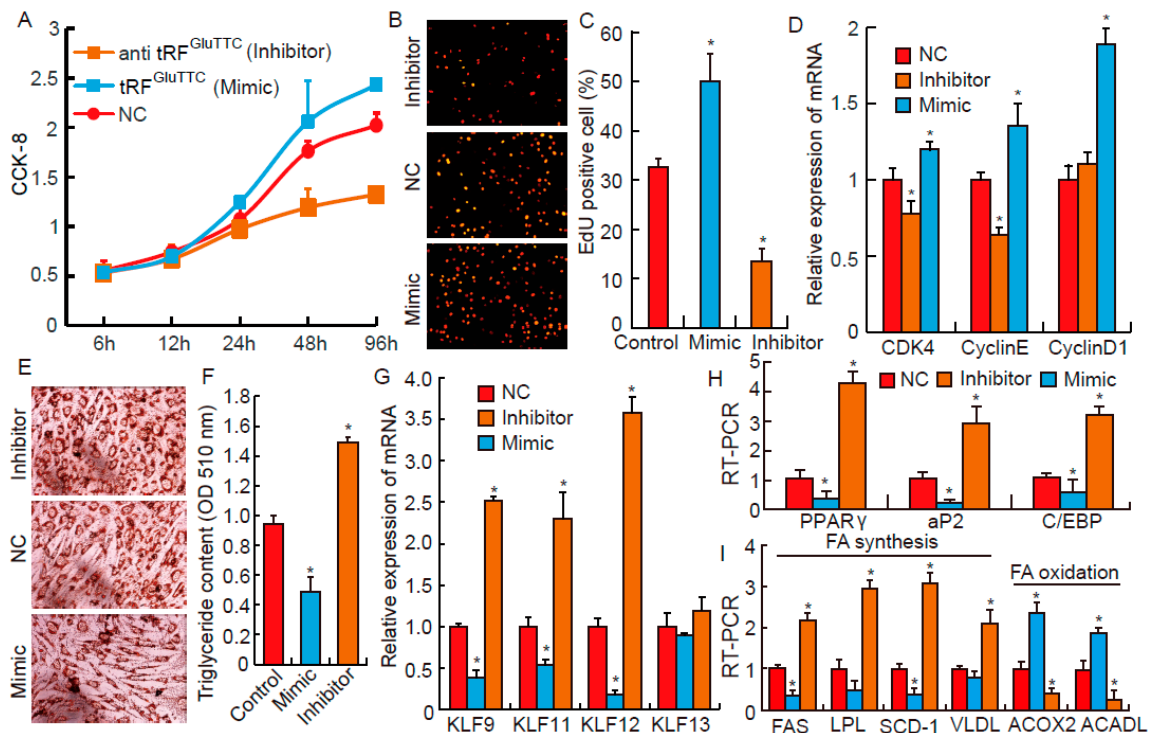 A
anti tRF^GluTTC (Inhibitor)
tRF^GluTTC (Mimic)
NC
CCK-8
3
2.5
2
1.5
1
0.5
0
6h 12h 24h 48h 96h
B
Inhibitor
NC
Mimic
C
EdU positive cell (%)
60
50
40
30
20
10
0
* *
Control Mimic Inhibitor
D
NC
Inhibitor
Mimic
Relative expression of mRNA
2
1.5
1
0.5
0
* * * * *
CDK4 CyclinE CyclinD1
E
Inhibitor
NC
Mimic
F
Triglyceride content (OD 510 nm)
1.8
1.6
1.4
1.2
1.0
0.8
0.6
0.4
0.2
0
* *
Control Mimic Inhibitor
G
NC
Inhibitor
Mimic
Relative expression of mRNA
4.0
3.5
3.0
2.5
2.0
1.5
1.0
0.5
0
* * * * * *
KLF9 KLF11 KLF12 KLF13
H
NC Inhibitor Mimic
RT-PCR
5
4
3
2
1
0
* * * * * *
PPARγ aP2 C/EBP
I
FA synthesis
FA oxidation
RT-PCR
4
3
2
1
0
* * * * * * * * * *
FAS LPL SCD-1 VLDL ACOX2 ACADL